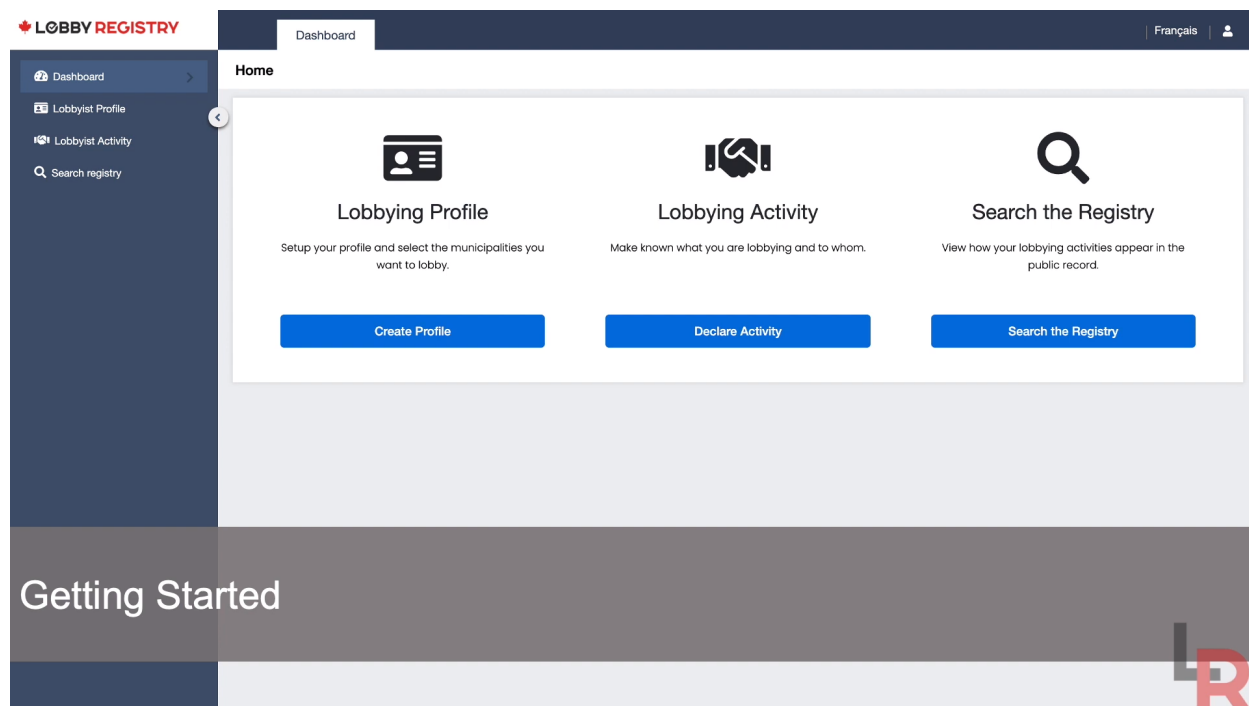 LOBBY REGISTRY
Dashboard
Français
Dashboard
Lobbyist Profile
Lobbyist Activity
Search registry
Home
Lobbying Profile
Setup your profile and select the municipalities you
want to lobby.
Create Profile
Lobbying Activity
Make known what you are lobbying and to whom.
Declare Activity
Search the Registry
View how your lobbying activities appear in the
public record.
Search the Registry
Getting Started
LR